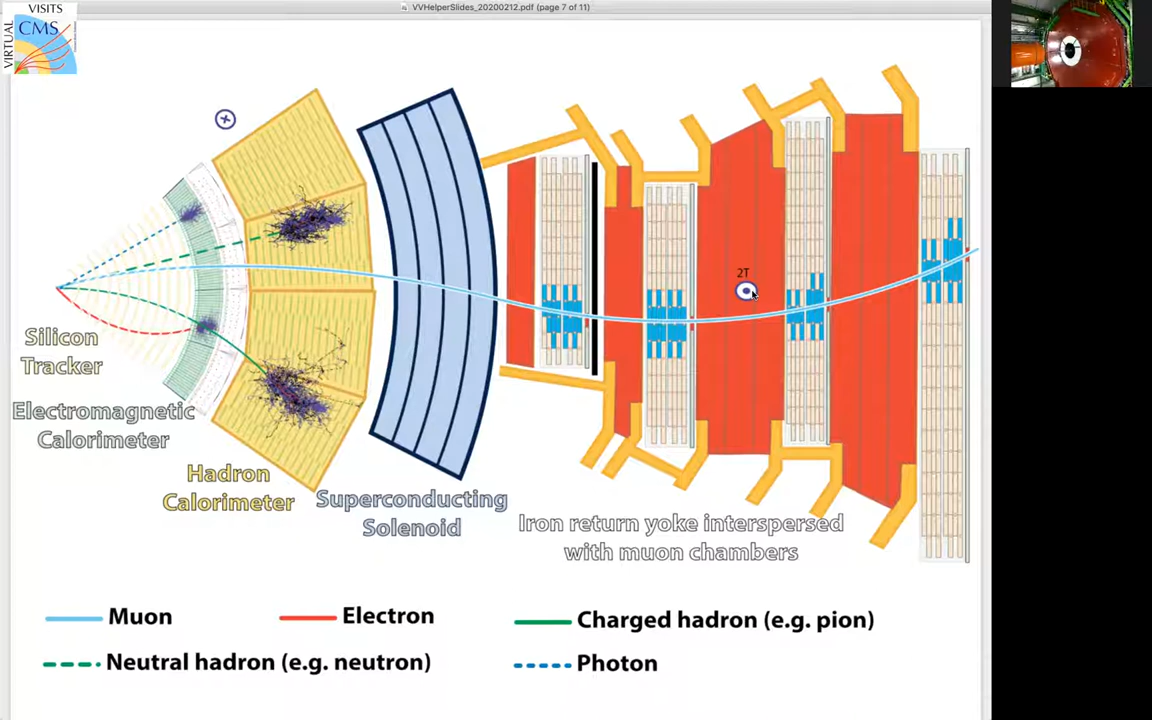 VVHelperSlides_20200212.pdf (page 7 of 11)
VISITS
VIRTUAL
CMS
2T
Silicon
Tracker
Electromagnetic
Calorimeter
Hadron
Calorimeter
Superconducting
Solenoid
Iron return yoke interspersed
with muon chambers
Muon
Electron
Charged hadron (e.g. pion)
Neutral hadron (e.g. neutron)
Photon